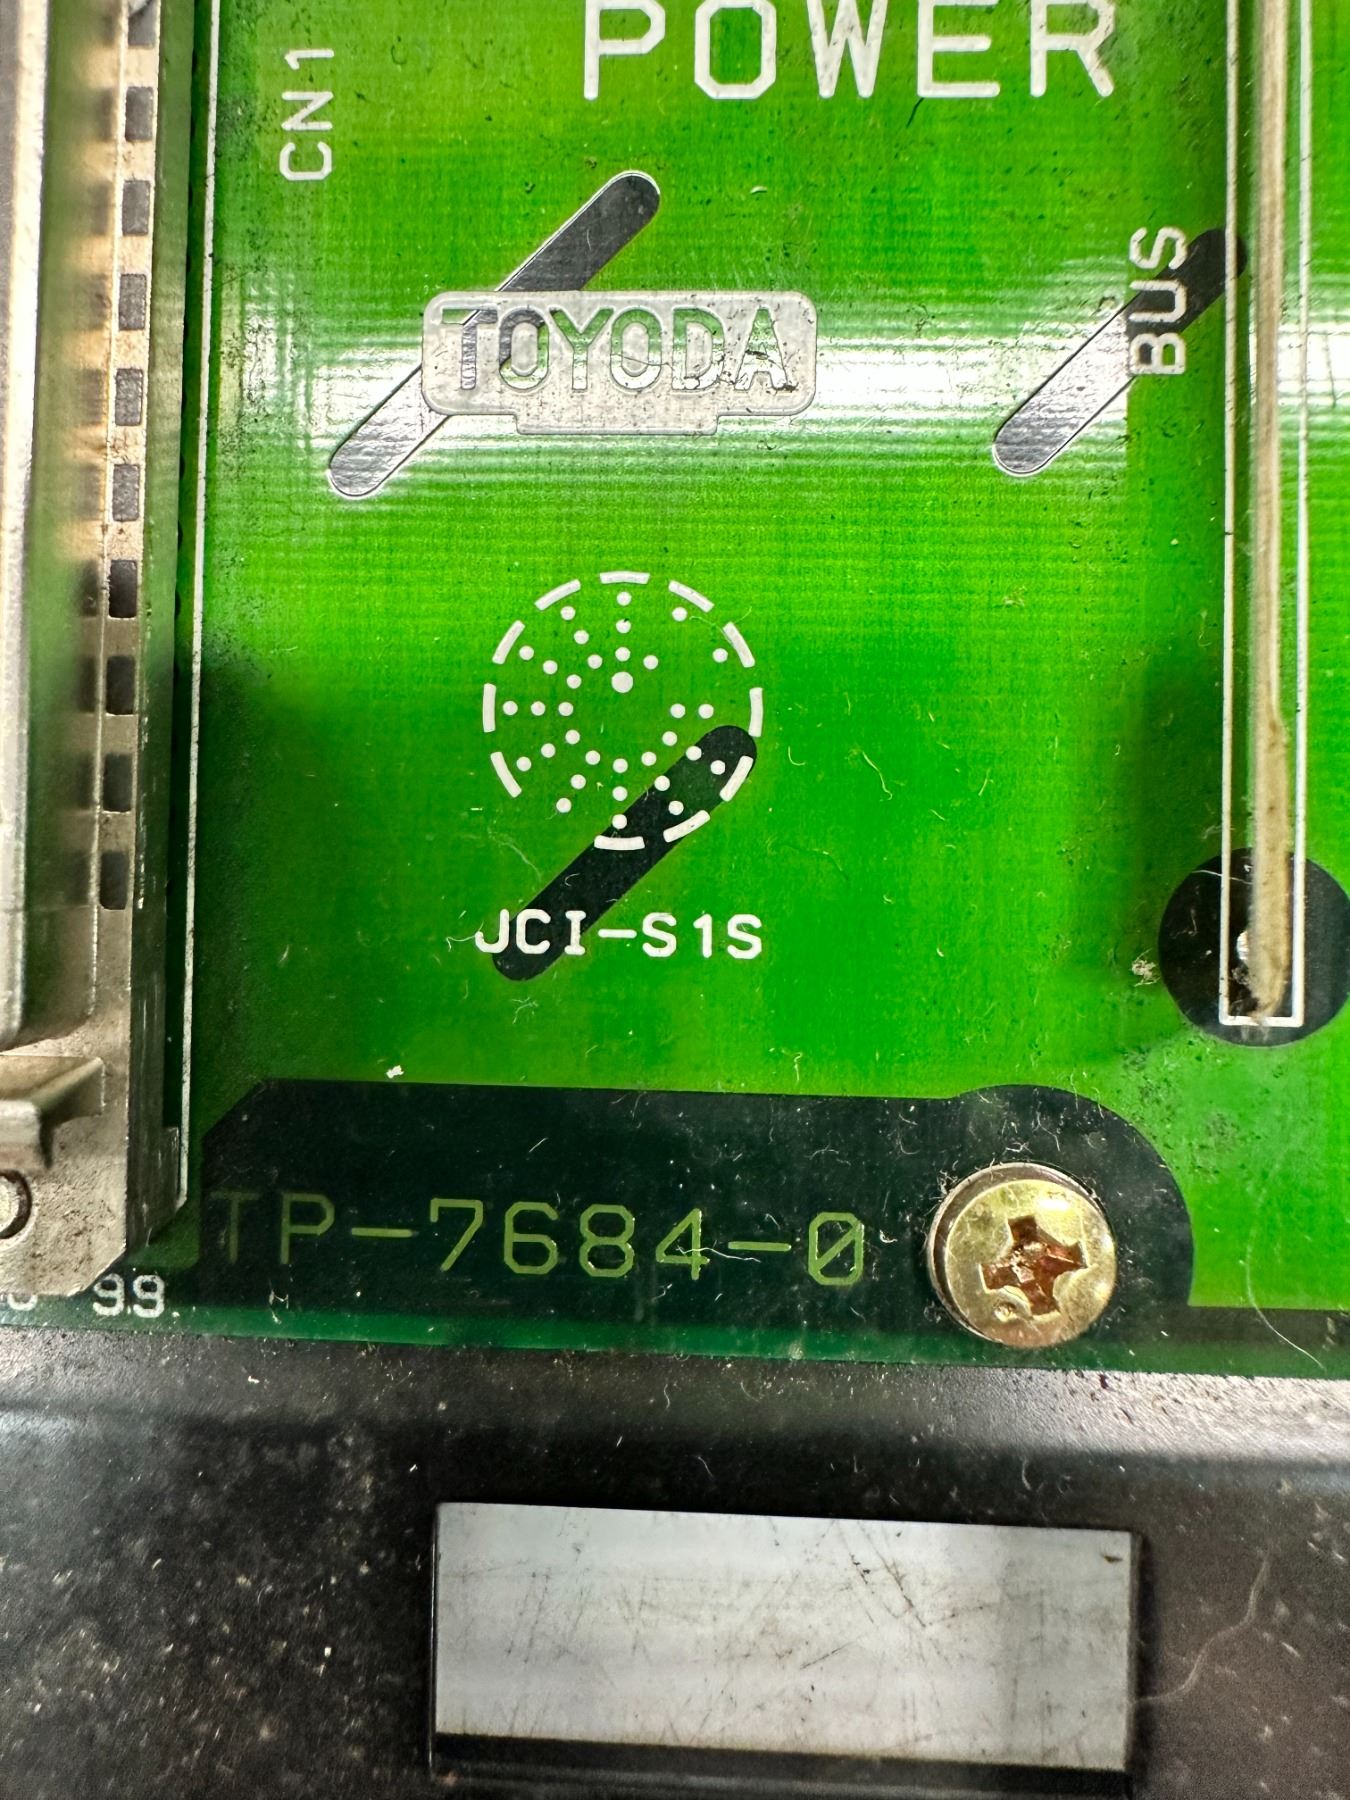 POWER
CN1
BUS
TOYODA
JCI-S1S
TP-7684-0
99